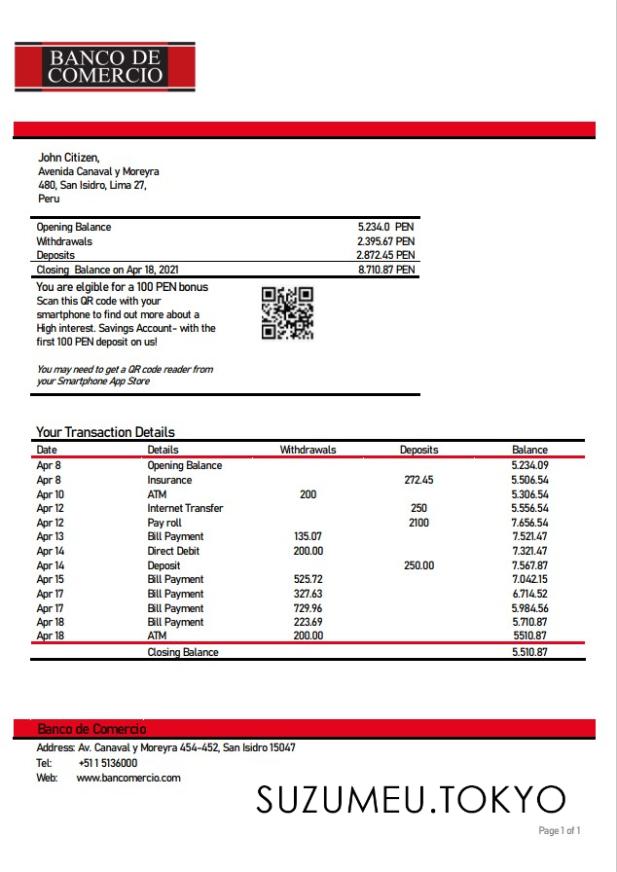 BANCO DE
COMERCIO
John Citizen,
Avenida Canaval y Moreyra
480, San Isidro, Lima 27,
Peru
Opening Balance 5.234.0 PEN
Withdrawals 2.395.67 PEN
Deposits 2.872.45 PEN
Closing Balance on Apr 18, 2021 8.710.87 PEN
You are elgible for a 100 PEN bonus
Scan this QR code with your
smartphone to find out more about a
High interest. Savings Account- with the
first 100 PEN deposit on us!
You may need to get a QR code reader from
your Smartphone App Store
Your Transaction Details
Date Details Withdrawals Deposits Balance
Apr 8 Opening Balance 5.234.09
Apr 8 Insurance 272.45 5.506.54
Apr 10 ATM 200 5.306.54
Apr 12 Internet Transfer 250 5.556.54
Apr 12 Pay roll 2100 7.656.54
Apr 13 Bill Payment 135.07 7.521.47
Apr 14 Direct Debit 200.00 7.321.47
Apr 14 Deposit 250.00 7.567.87
Apr 15 Bill Payment 525.72 7.042.15
Apr 17 Bill Payment 327.63 6.714.52
Apr 17 Bill Payment 729.96 5.984.56
Apr 18 Bill Payment 223.69 5.710.87
Apr 18 ATM 200.00 5510.87
Closing Balance 5.510.87
Banco de Comercio
Address: Av. Canaval y Moreyra 454-452, San Isidro 15047
Tel: +51 1 5136000
Web: www.bancomercio.com
SUZUMEU.TOKYO
Page 1 of 1